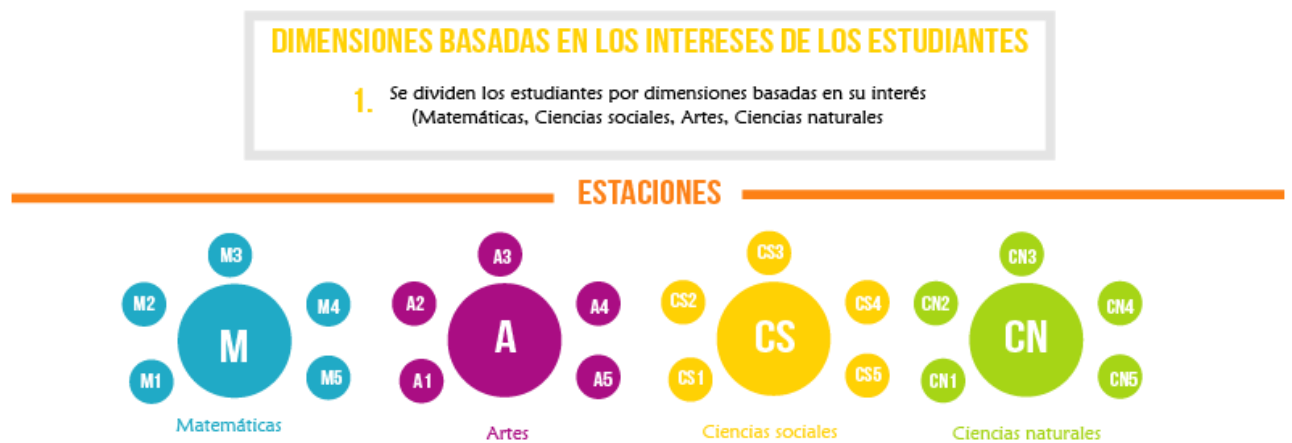 DIMENSIONES BASADAS EN LOS INTERESES DE LOS ESTUDIANTES
1. Se dividen los estudiantes por dimensiones basadas en su interés
(Matemáticas, Ciencias sociales, Artes, Ciencias naturales
ESTACIONES
M3
M2
M4
M
M1
M5
Matemáticas
A3
A2
A4
A
A1
A5
Artes
CS3
CS2
CS4
CS
CS1
CS5
Ciencias sociales
CN3
CN2
CN4
CN
CN1
CN5
Ciencias naturales